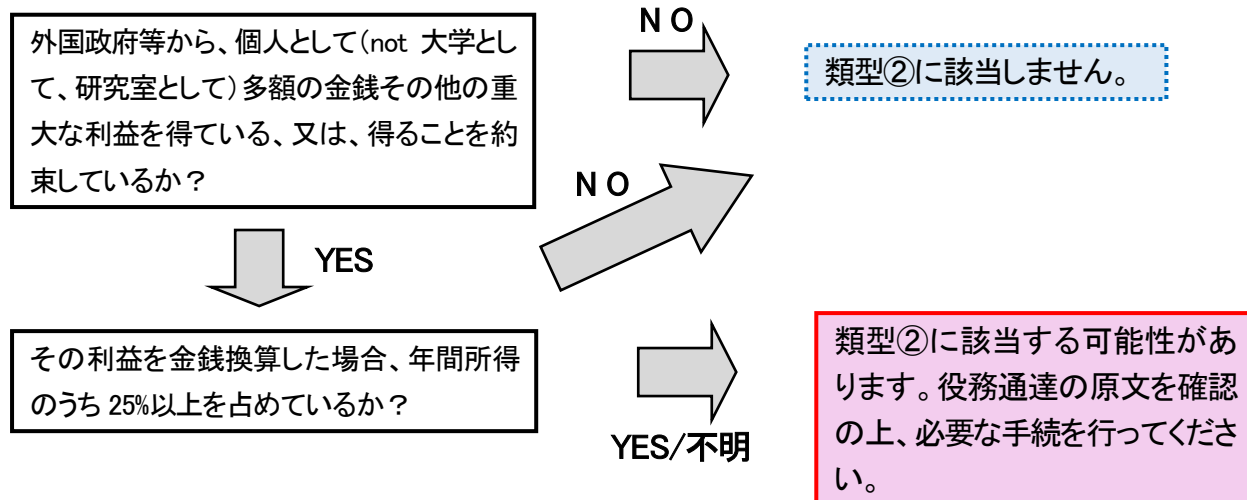 外国政府等から、個人として(not 大学とし
て、研究室として)多額の金銭その他の重
大な利益を得ている、又は、得ることを約
束しているか？
NO
類型②に該当しません。
NO
YES
その利益を金銭換算した場合、年間所得
のうち 25%以上を占めているか？
YES/不明
類型②に該当する可能性があ
ります。役務通達の原文を確認
の上、必要な手続を行ってくださ
い。